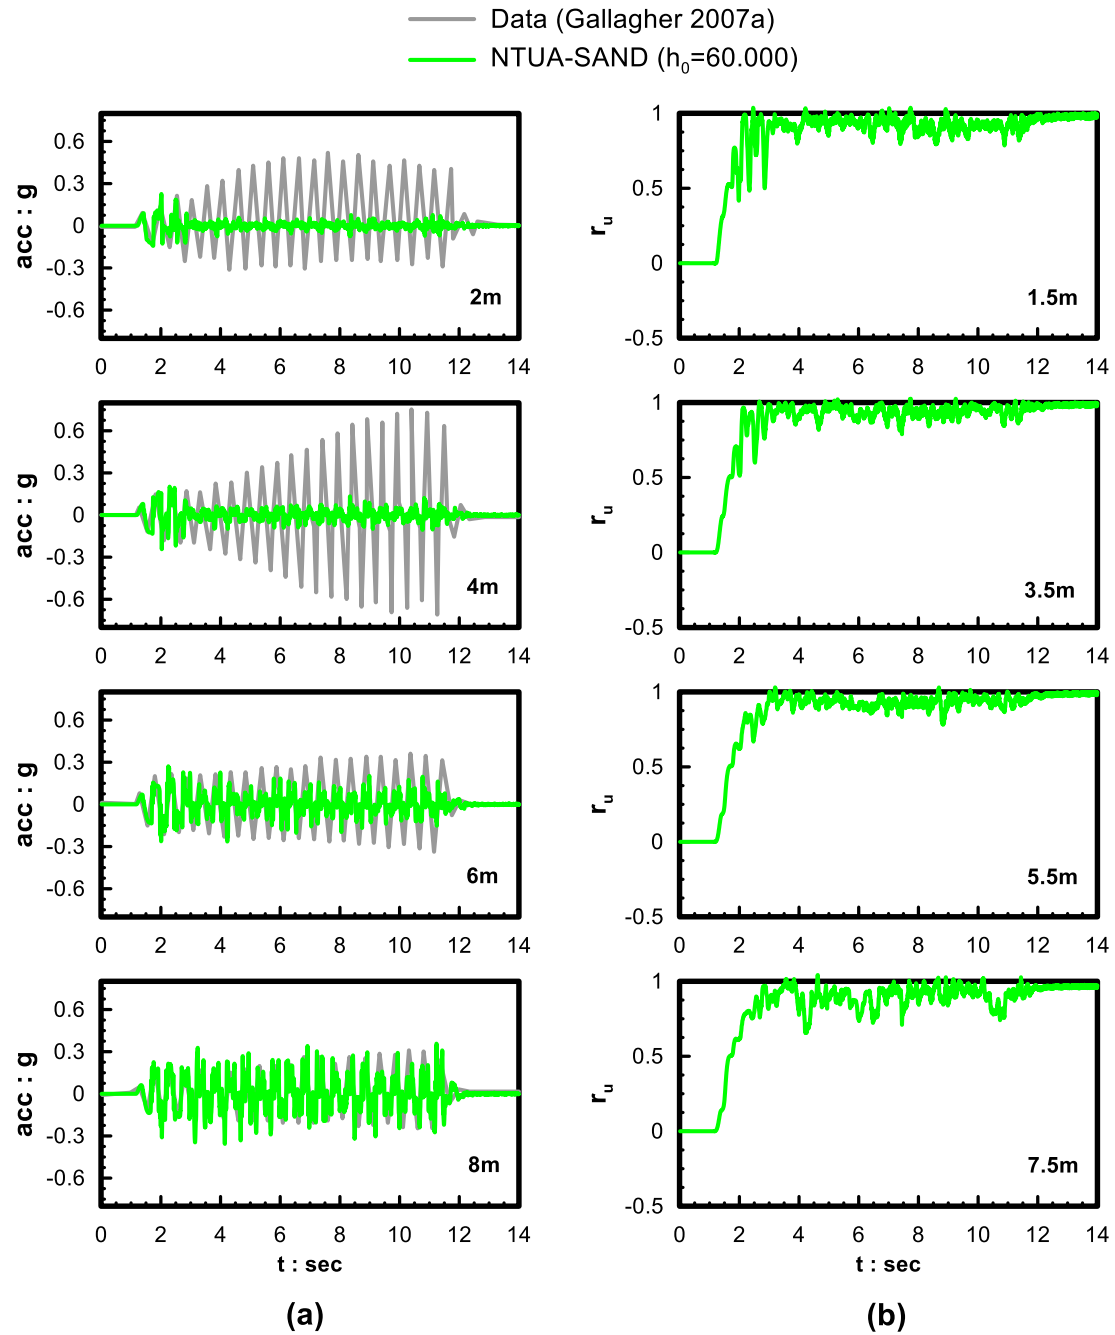 Data (Gallagher 2007a)
NTUA-SAND (h0=60.000)
0.6
0.3
0
-0.3
-0.6
acc : g
2m
0 2 4 6 8 10 12 14
1
0.5
0
-0.5
ru
1.5m
0 2 4 6 8 10 12 14
0.6
0.3
0
-0.3
-0.6
acc : g
4m
0 2 4 6 8 10 12 14
1
0.5
0
-0.5
ru
3.5m
0 2 4 6 8 10 12 14
0.6
0.3
0
-0.3
-0.6
acc : g
6m
0 2 4 6 8 10 12 14
1
0.5
0
-0.5
ru
5.5m
0 2 4 6 8 10 12 14
0.6
0.3
0
-0.3
-0.6
acc : g
8m
0 2 4 6 8 10 12 14
t : sec
(a)
1
0.5
0
-0.5
ru
7.5m
0 2 4 6 8 10 12 14
t : sec
(b)